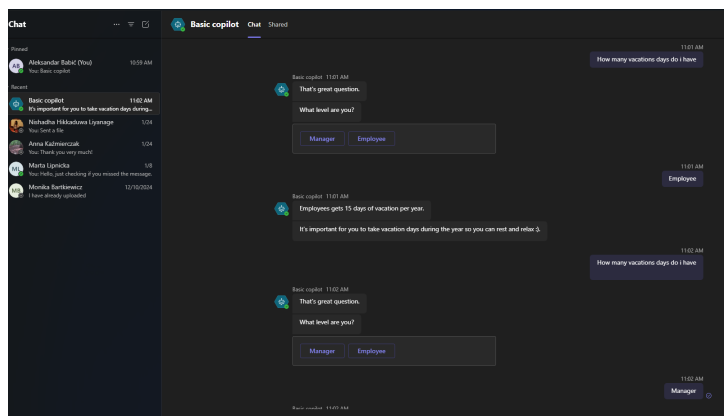 Chat
Pinned
AB
Aleksandar Babić (You) 10:59 AM
You: Basic copilot
Recent
Basic copilot 11:02 AM
It's important for you to take vacation days during...
Nishadha Hikkaduwa Liyanage 1/24
You: Sent a file
Anna Kaźmierczak 1/24
You: Thank you very much!
ML
Marta Lipnicka 1/8
You: Hello, just checking if you missed the message.
MB
Monika Bartkiewicz 12/10/2024
I have already uploaded
Basic copilot Chat Shared
11:01 AM
How many vacations days do i have
Basic copilot 11:01 AM
That's great question.
What level are you?
Manager Employee
11:01 AM
Employee
Basic copilot 11:01 AM
Employees gets 15 days of vacation per year.
It's important for you to take vacation days during the year so you can rest and relax :).
11:02 AM
How many vacations days do i have
Basic copilot 11:02 AM
That's great question.
What level are you?
Manager Employee
11:02 AM
Manager
Basic copilot 11:02 AM